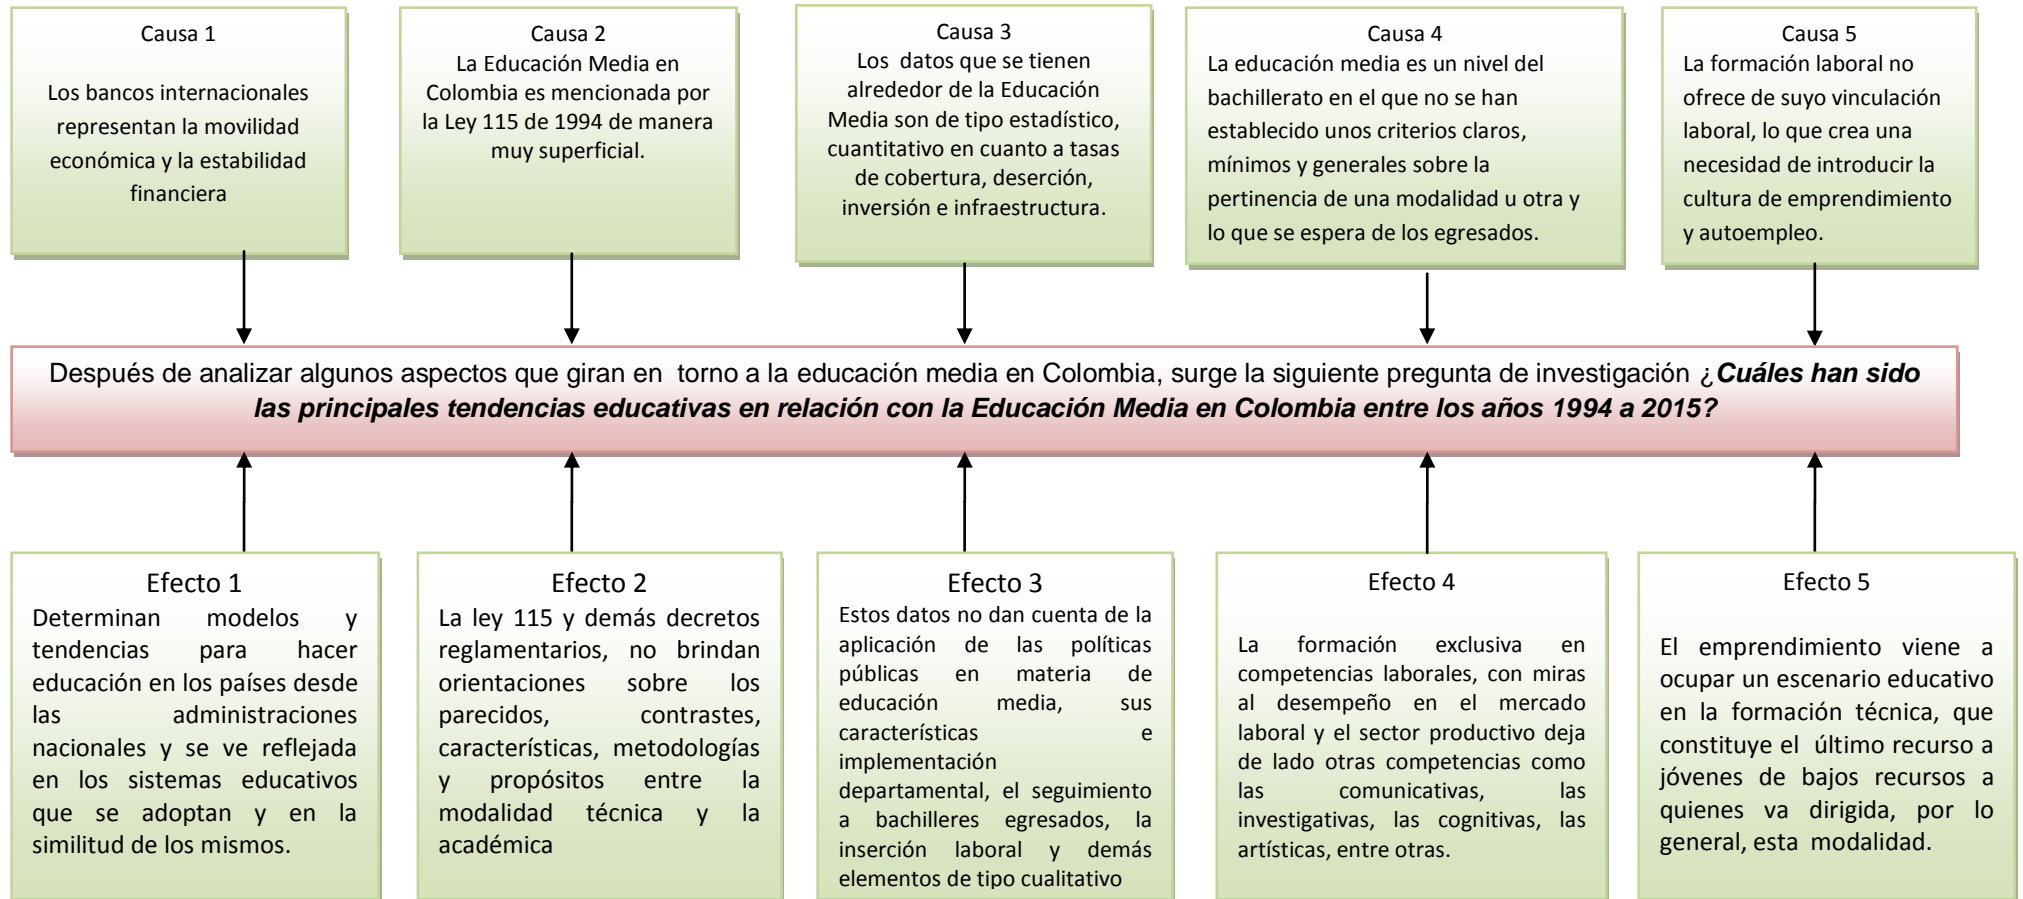 Causa 1
Los bancos internacionales
representan la movilidad
económica y la estabilidad
financiera
Causa 2
La Educación Media en
Colombia es mencionada por
la Ley 115 de 1994 de manera
muy superficial.
Causa 3
Los datos que se tienen
alrededor de la Educación
Media son de tipo estadístico,
cuantitativo en cuanto a tasas
de cobertura, deserción,
inversión e infraestructura.
Causa 4
La educación media es un nivel del
bachillerato en el que no se han
establecido unos criterios claros,
mínimos y generales sobre la
pertinencia de una modalidad u otra y
lo que se espera de los egresados.
Causa 5
La formación laboral no
ofrece de suyo vinculación
laboral, lo que crea una
necesidad de introducir la
cultura de emprendimiento
y autoempleo.
Después de analizar algunos aspectos que giran en torno a la educación media en Colombia, surge la siguiente pregunta de investigación ¿Cuáles han sido
las principales tendencias educativas en relación con la Educación Media en Colombia entre los años 1994 a 2015?
Efecto 1
Determinan modelos y
tendencias para hacer
educación en los países desde
las administraciones
nacionales y se ve reflejada
en los sistemas educativos
que se adoptan y en la
similitud de los mismos.
Efecto 2
La ley 115 y demás decretos
reglamentarios, no brindan
orientaciones sobre los
parecidos, contrastes,
características, metodologías
y propósitos entre la
modalidad técnica y la
académica
Efecto 3
Estos datos no dan cuenta de la
aplicación de las políticas
públicas en materia de
educación media, sus
características e
implementación
departamental, el seguimiento
a bachilleres egresados, la
inserción laboral y demás
elementos de tipo cualitativo
Efecto 4
La formación exclusiva en
competencias laborales, con miras
al desempeño en el mercado
laboral y el sector productivo deja
de lado otras competencias como
las comunicativas, las
investigativas, las cognitivas, las
artísticas, entre otras.
Efecto 5
El emprendimiento viene a
ocupar un escenario educativo
en la formación técnica, que
constituye el último recurso a
jóvenes de bajos recursos a
quienes va dirigida, por lo
general, esta modalidad.